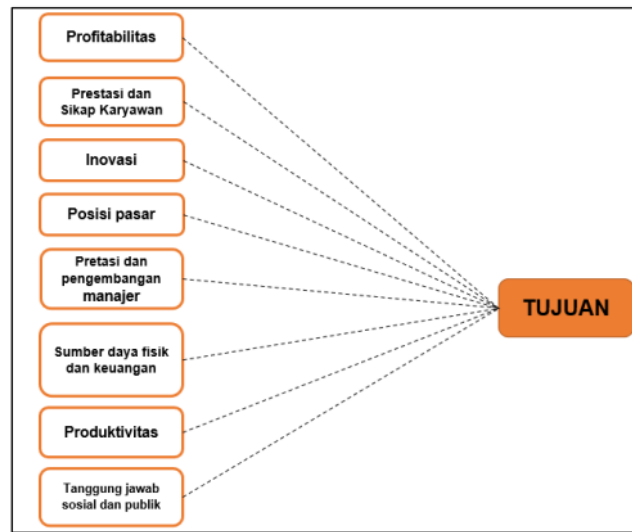 Profitabilitas
Prestasi dan
Sikap Karyawan
Inovasi
Posisi pasar
Pretasi dan
pengembangan
manajer
Sumber daya fisik
dan keuangan
Produktivitas
Tanggung jawab
sosial dan publik
TUJUAN